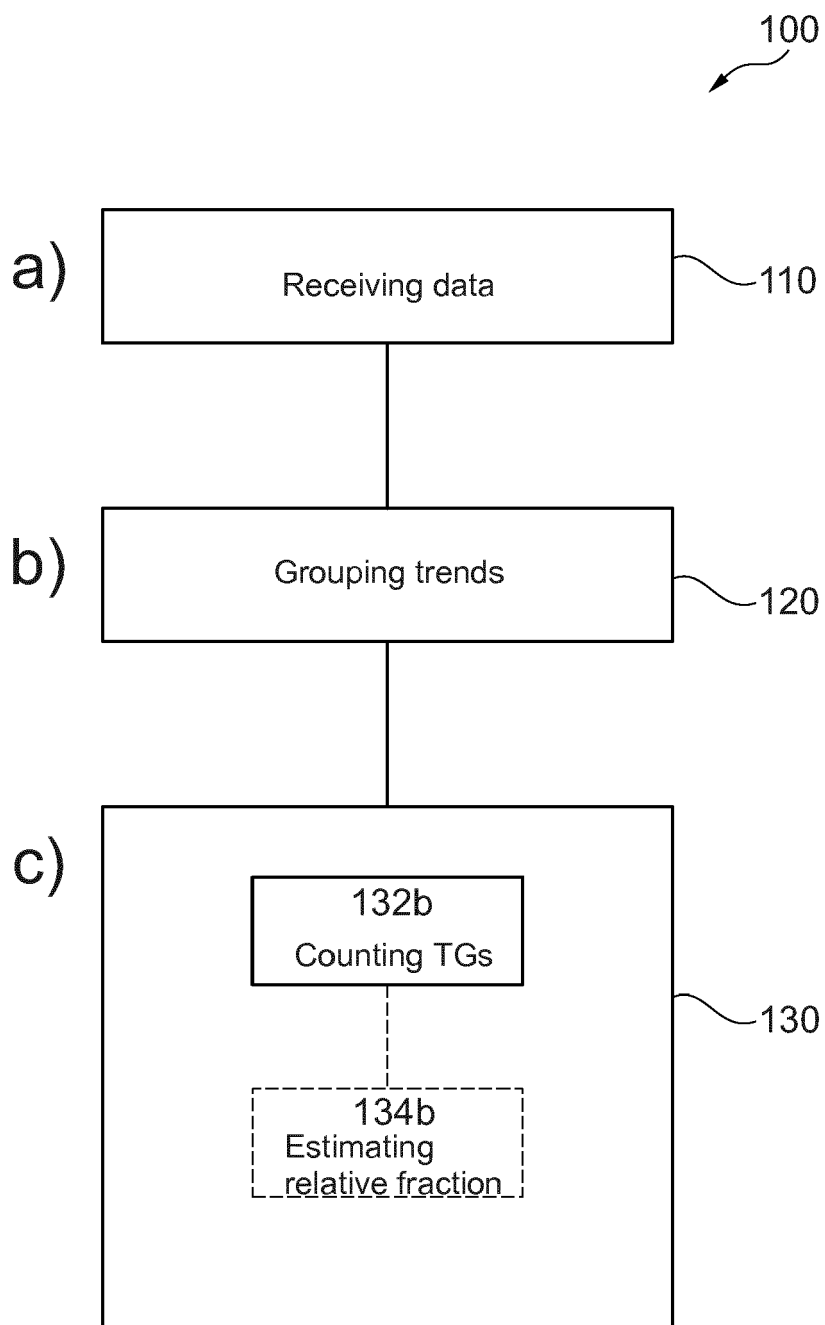 100
a)
Receiving data
110
b)
Grouping trends
120
c)
132b
Counting TGs
130
134b
Estimating
relative fraction